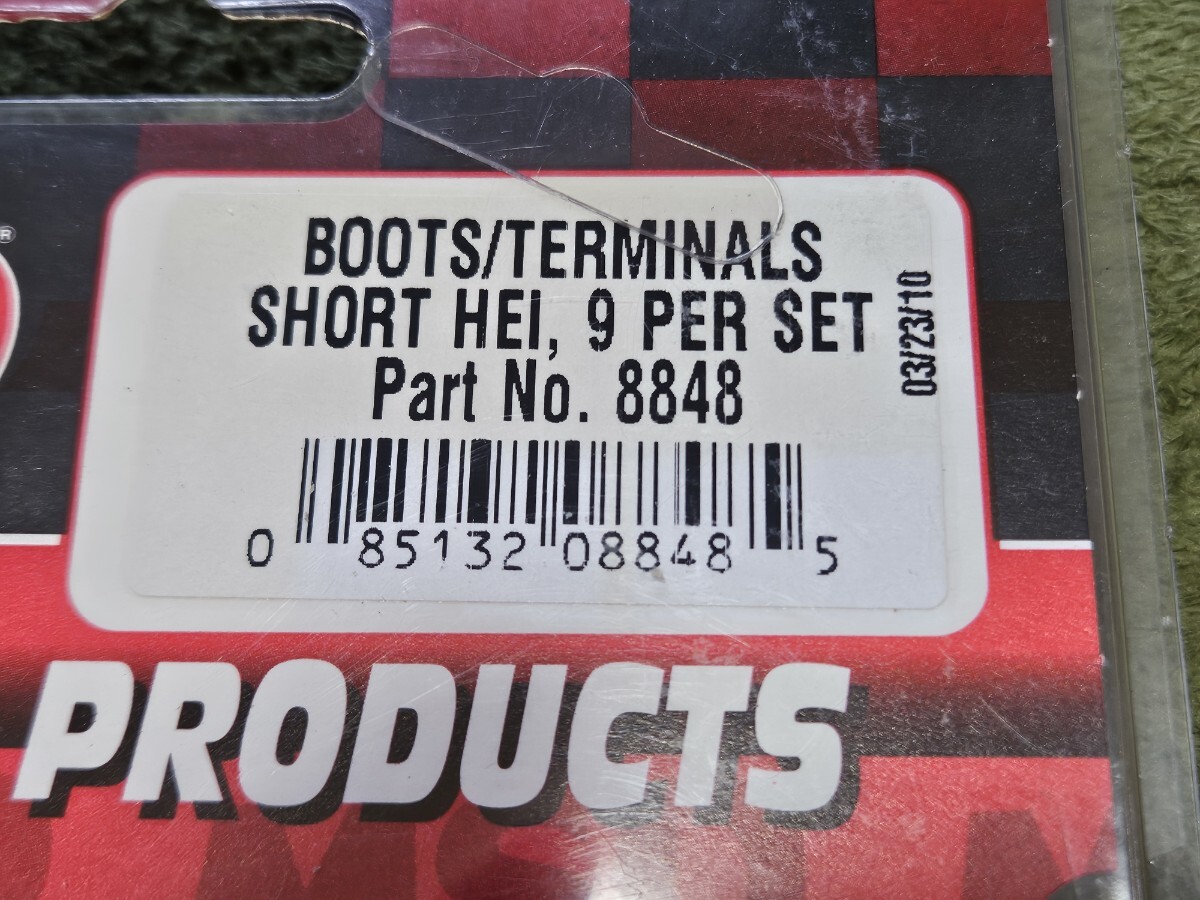 ®
BOOTS/TERMINALS
SHORT HEI, 9 PER SET
Part No. 8848
03/23/10
0 85132 08848 5
PRODUCTS